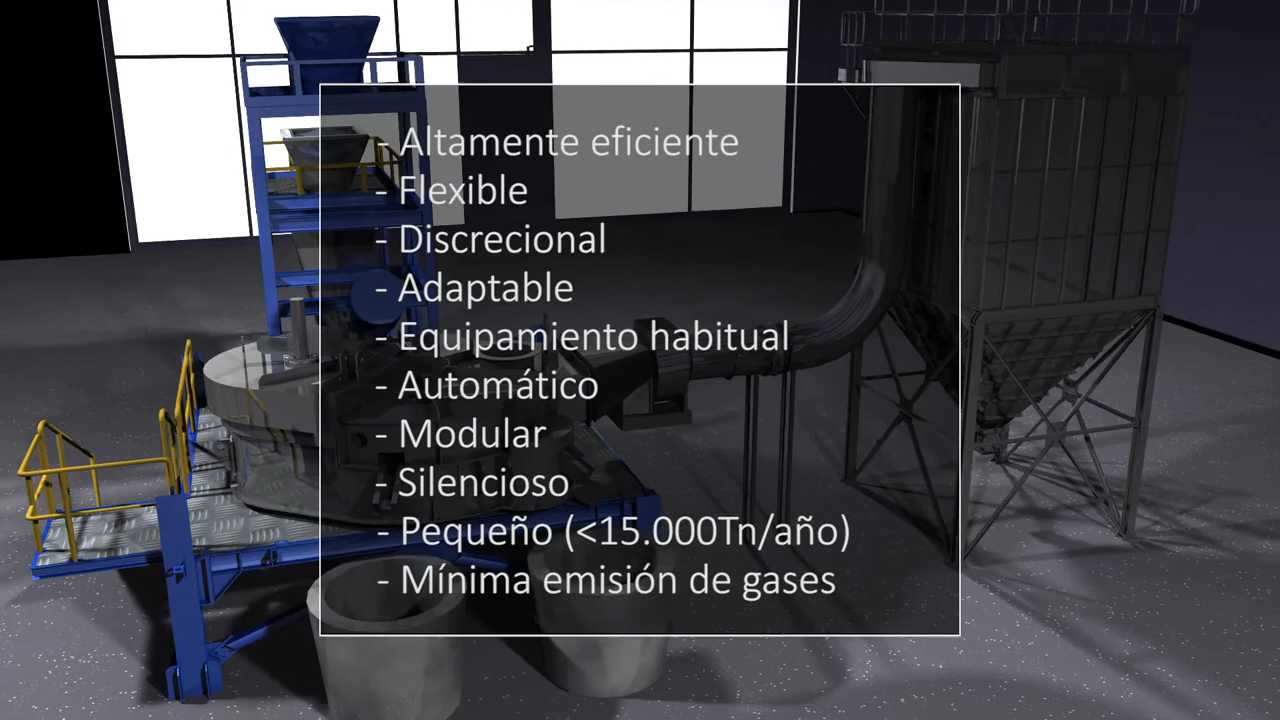 - Altamente eficiente
- Flexible
- Discrecional
- Adaptable
- Equipamiento habitual
- Automático
- Modular
- Silencioso
- Pequeño (<15.000Tn/año)
- Mínima emisión de gases